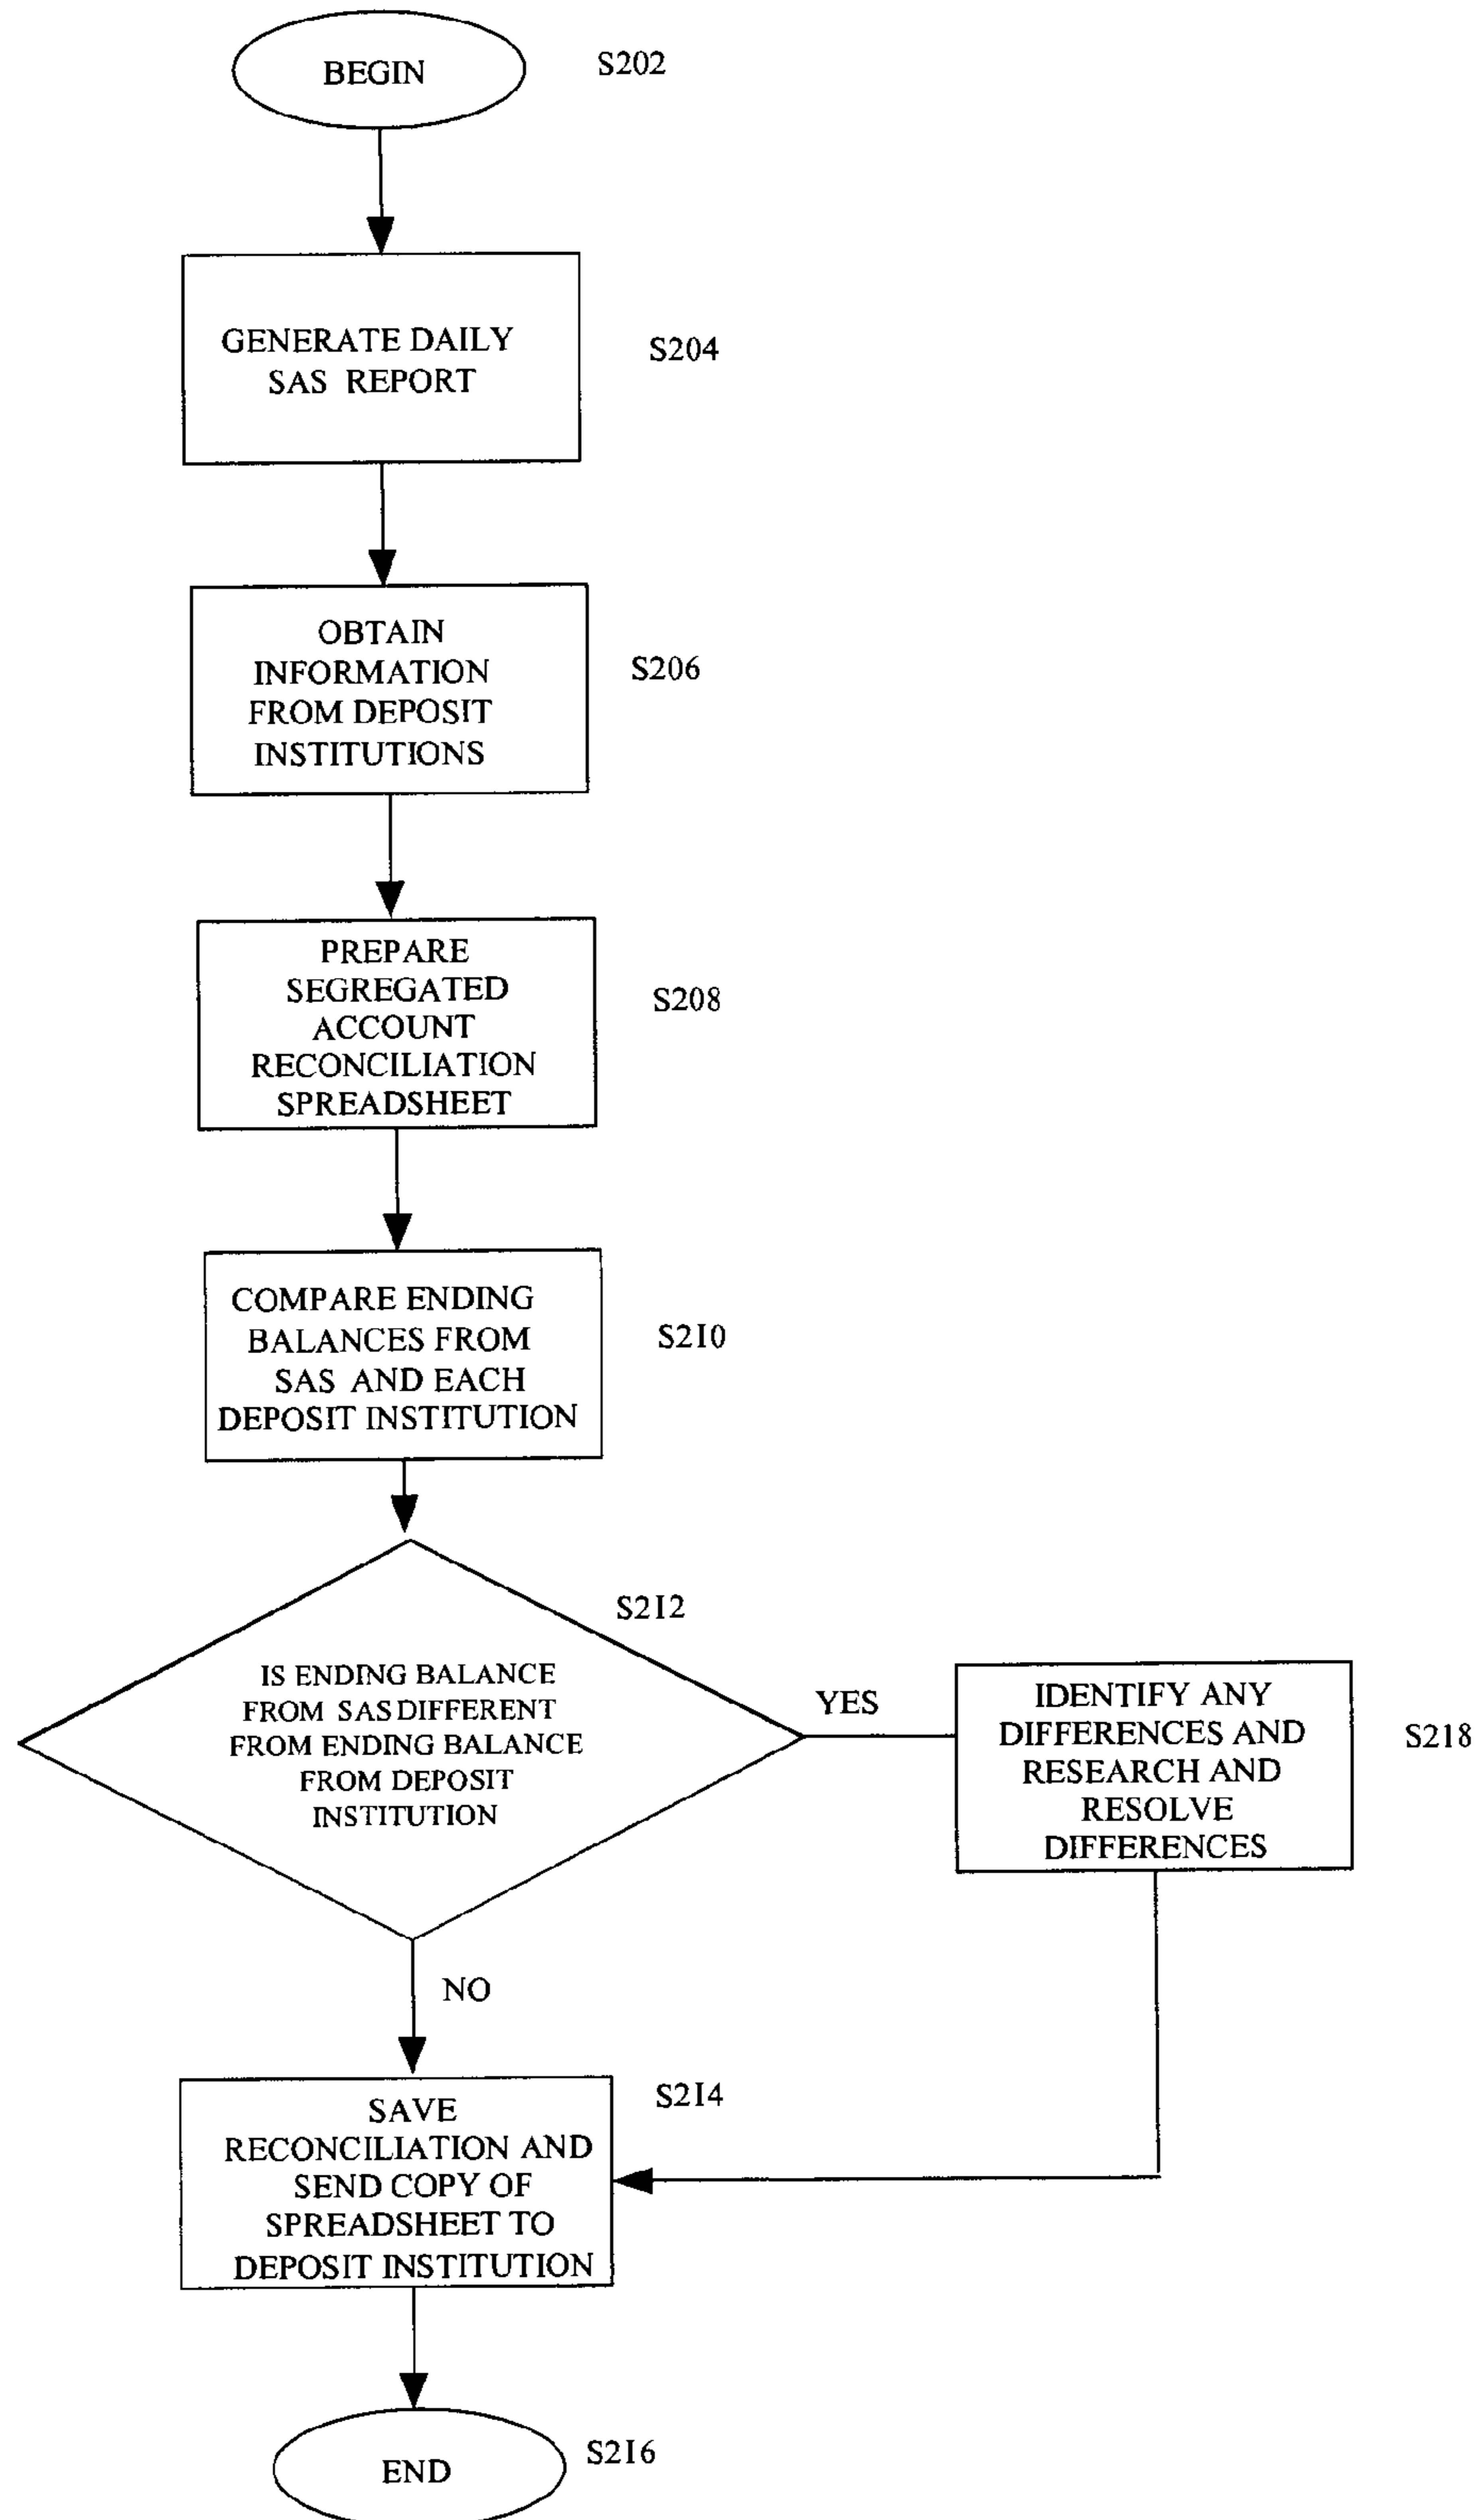 BEGIN
S202
GENERATE DAILY
SAS REPORT
S204
OBTAIN
INFORMATION
FROM DEPOSIT
INSTITUTIONS
S206
PREPARE
SEGREGATED
ACCOUNT
RECONCILIATION
SPREADSHEET
S208
COMPARE ENDING
BALANCES FROM
SAS AND EACH
DEPOSIT INSTITUTION
S210
S212
IS ENDING BALANCE
FROM SAS DIFFERENT
FROM ENDING BALANCE
FROM DEPOSIT
INSTITUTION
YES
IDENTIFY ANY
DIFFERENCES AND
RESEARCH AND
RESOLVE
DIFFERENCES
S218
NO
SAVE
RECONCILIATION AND
SEND COPY OF
SPREADSHEET TO
DEPOSIT INSTITUTION
S214
END
S216